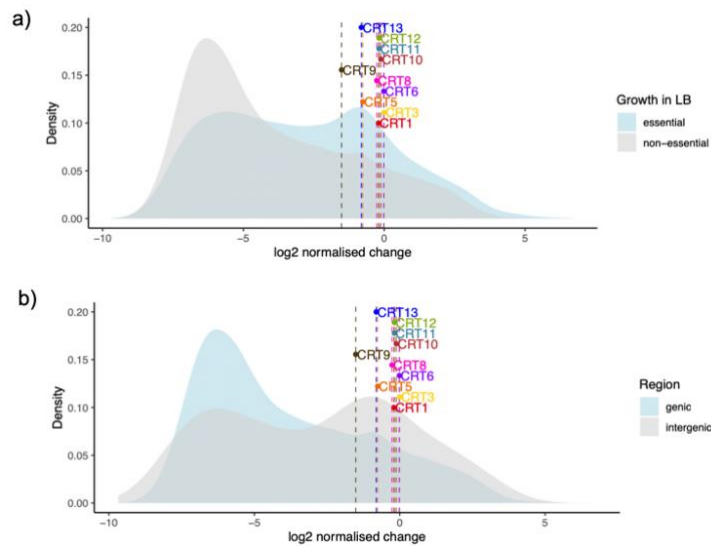 a)
0.20
0.15
0.10
0.05
0.00
Density
CRT13
CRT12
CRT11
CRT10
CRT9
CRT8
CRT6
CRT5
CRT3
CRT1
Growth in LB
essential
non-essential
−10
−5
0
5
log2 normalised change
b)
0.20
0.15
0.10
0.05
0.00
Density
CRT13
CRT12
CRT11
CRT10
CRT9
CRT8
CRT6
CRT5
CRT3
CRT1
Region
genic
intergenic
−10
−5
0
5
log2 normalised change